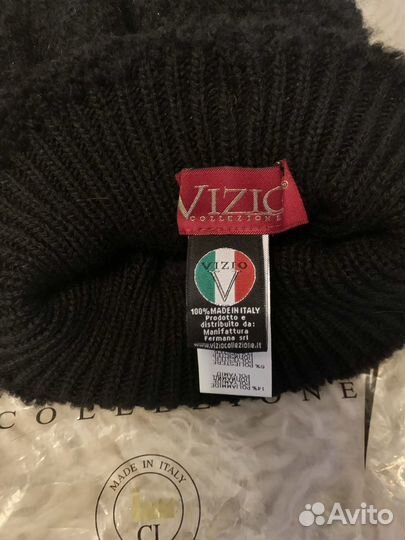 VIZIO
COLLEZIONE
VIZIO
V
100% MADE IN ITALY
Prodotto e
distribuito da:
Manifattura
Fermana srl
www.viziocollezione.it
COLLEZIONE
MADE IN ITALY
CL
Avito